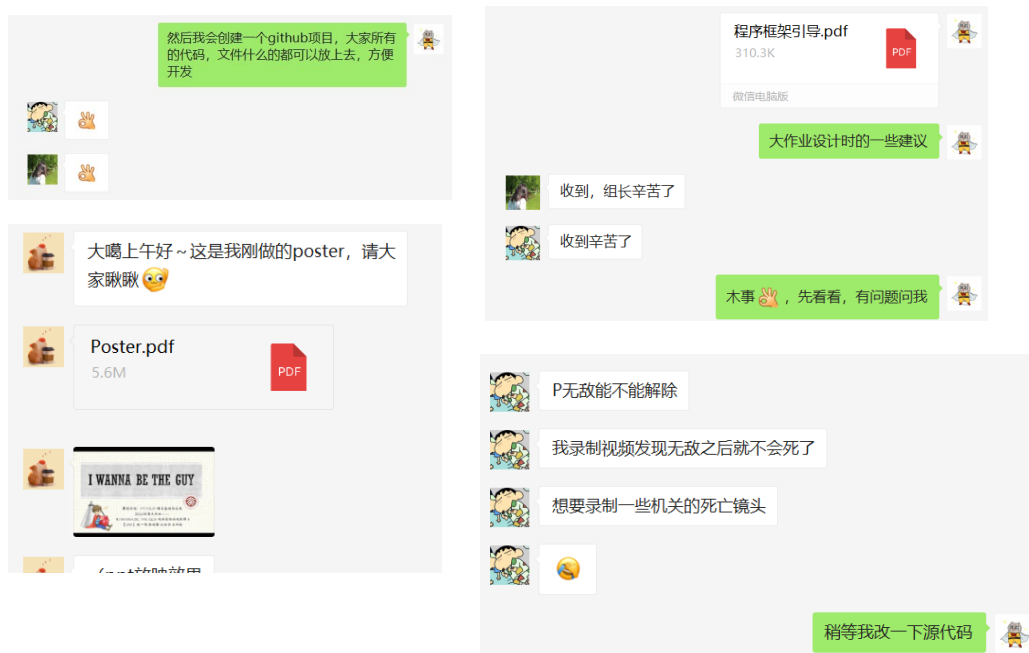 然后我会创建一个github项目，大家所有
的代码，文件什么的都可以放上去，方便
开发
大噶上午好～这是我刚做的poster，请大
家瞅瞅
Poster.pdf
5.6M
PDF
I WANNA BE THE GUY
程序框架引导.pdf
310.3K
PDF
微信电脑版
大作业设计时的一些建议
收到，组长辛苦了
收到辛苦了
木事，先看看，有问题问我
P无敌能不能解除
我录制视频发现无敌之后就不会死了
想要录制一些机关的死亡镜头
稍等我改一下源代码